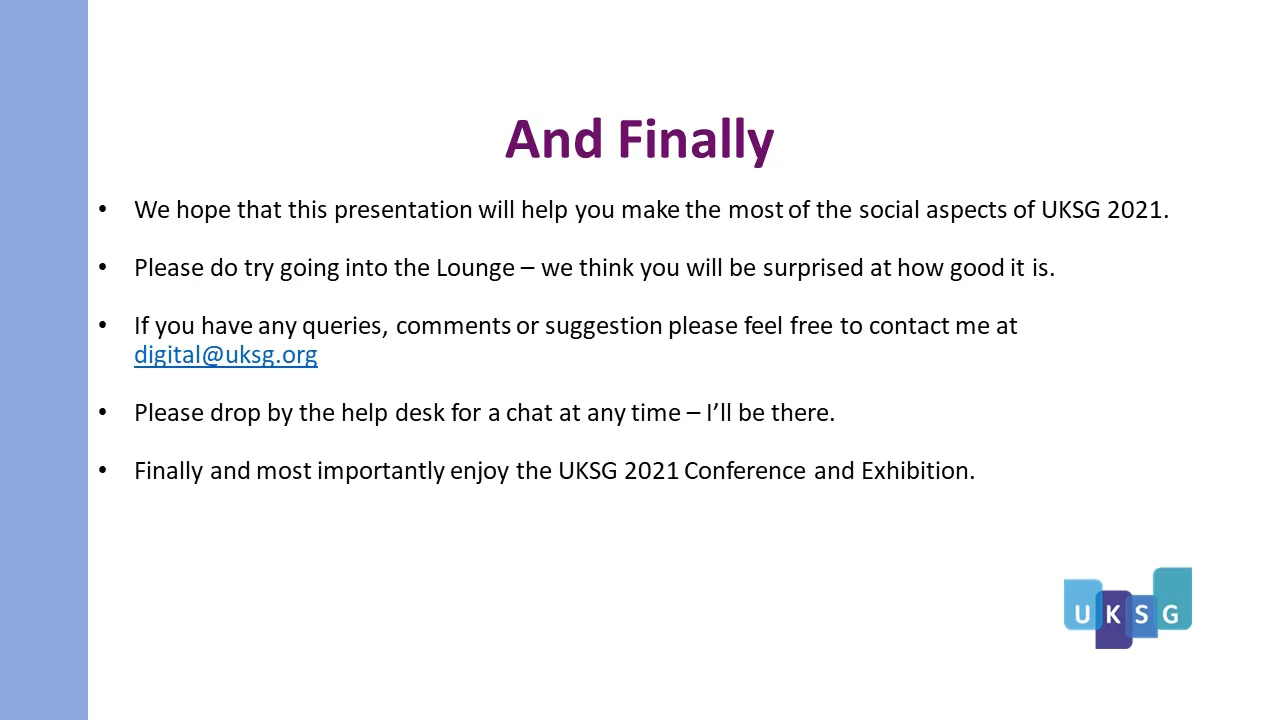 And Finally
• We hope that this presentation will help you make the most of the social aspects of UKSG 2021.
• Please do try going into the Lounge – we think you will be surprised at how good it is.
• If you have any queries, comments or suggestion please feel free to contact me at
digital@uksg.org
• Please drop by the help desk for a chat at any time – I’ll be there.
• Finally and most importantly enjoy the UKSG 2021 Conference and Exhibition.
UKSG